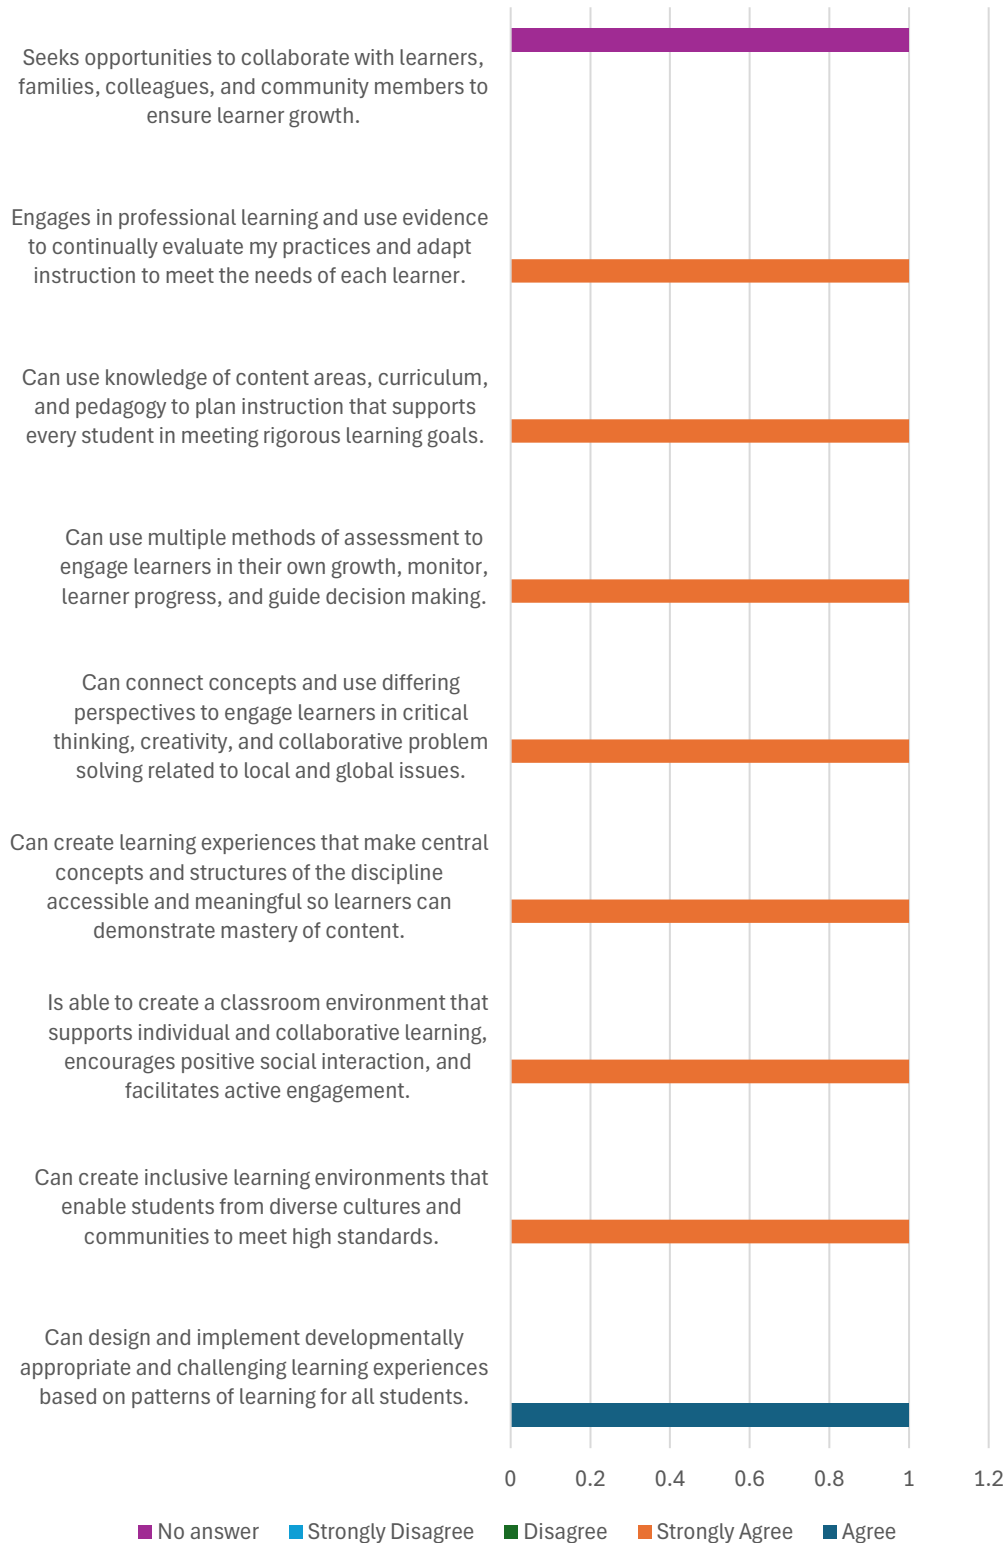 Seeks opportunities to collaborate with learners,
families, colleagues, and community members to
ensure learner growth.
Engages in professional learning and use evidence
to continually evaluate my practices and adapt
instruction to meet the needs of each learner.
Can use knowledge of content areas, curriculum,
and pedagogy to plan instruction that supports
every student in meeting rigorous learning goals.
Can use multiple methods of assessment to
engage learners in their own growth, monitor,
learner progress, and guide decision making.
Can connect concepts and use differing
perspectives to engage learners in critical
thinking, creativity, and collaborative problem
solving related to local and global issues.
Can create learning experiences that make central
concepts and structures of the discipline
accessible and meaningful so learners can
demonstrate mastery of content.
Is able to create a classroom environment that
supports individual and collaborative learning,
encourages positive social interaction, and
facilitates active engagement.
Can create inclusive learning environments that
enable students from diverse cultures and
communities to meet high standards.
Can design and implement developmentally
appropriate and challenging learning experiences
based on patterns of learning for all students.
0 0.2 0.4 0.6 0.8 1 1.2
No answer Strongly Disagree Disagree Strongly Agree Agree